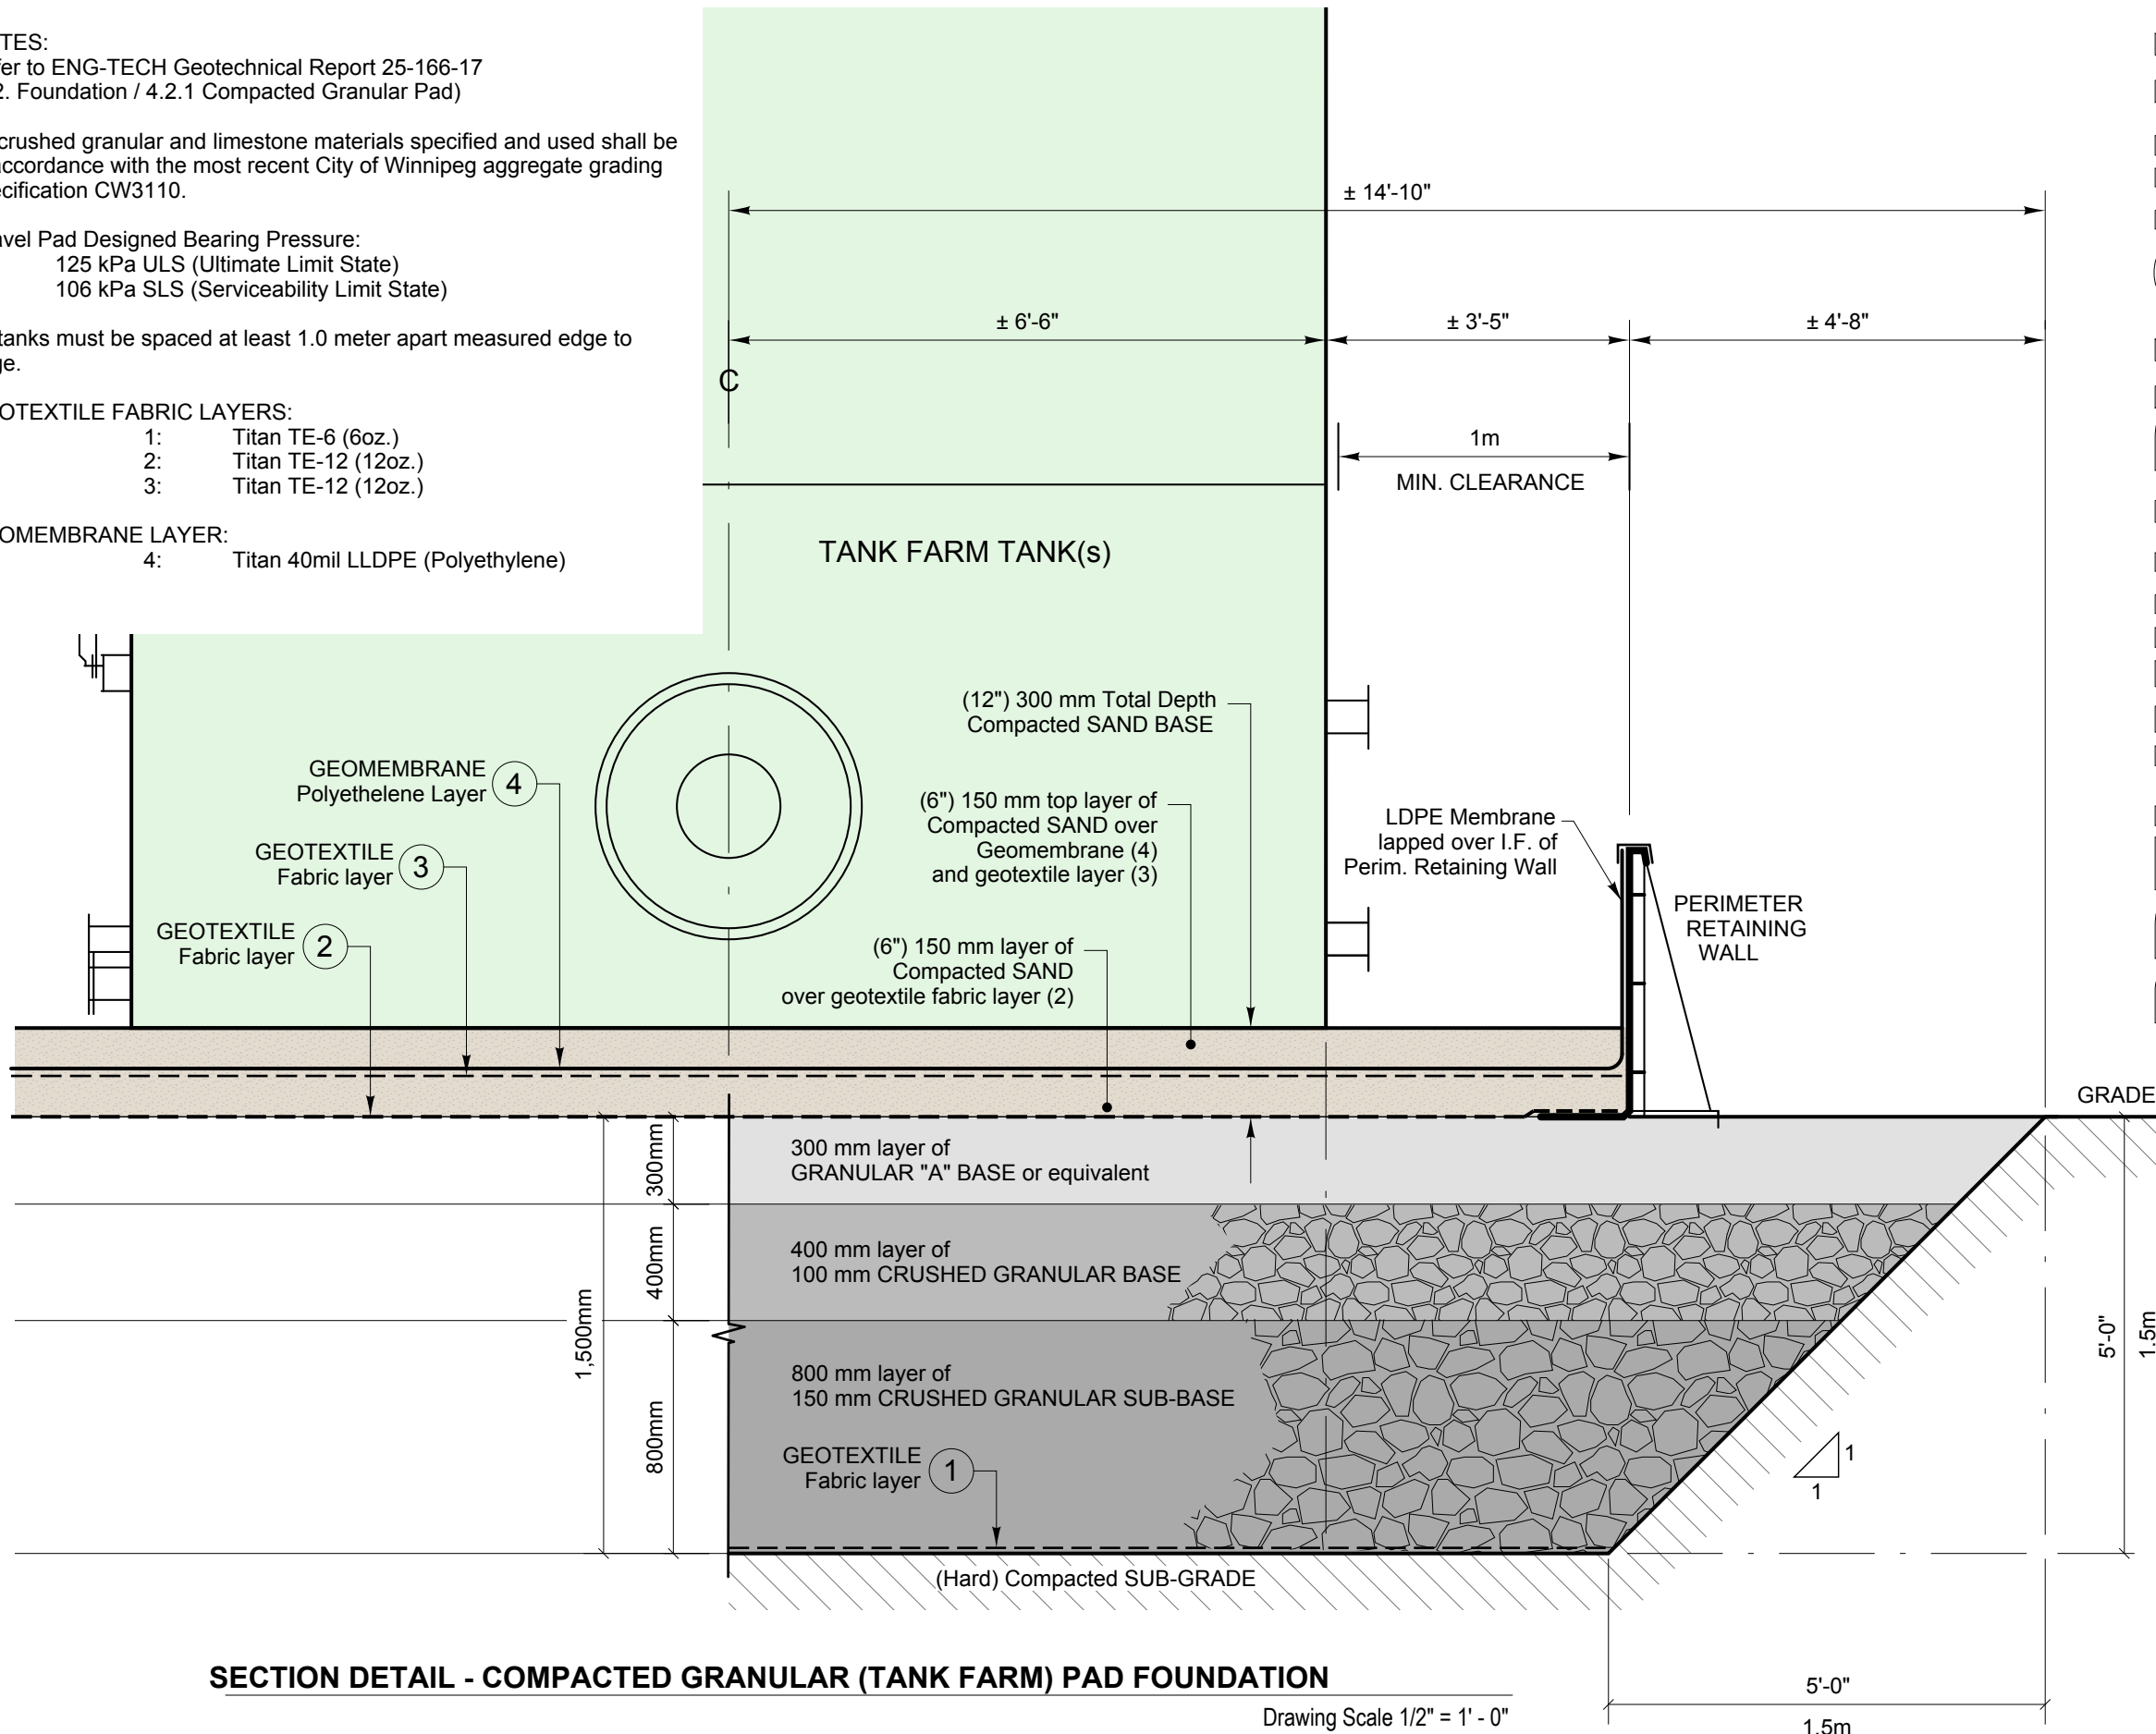 TES:
fer to ENG-TECH Geotechnical Report 25-166-17
2. Foundation / 4.2.1 Compacted Granular Pad)
crushed granular and limestone materials specified and used shall be
accordance with the most recent City of Winnipeg aggregate grading
ecification CW3110.
avel Pad Designed Bearing Pressure:
125 kPa ULS (Ultimate Limit State)
106 kPa SLS (Serviceability Limit State)
tanks must be spaced at least 1.0 meter apart measured edge to
ge.
OTEXTILE FABRIC LAYERS:
1: Titan TE-6 (6oz.)
2: Titan TE-12 (12oz.)
3: Titan TE-12 (12oz.)
OMEMBRANE LAYER:
4: Titan 40mil LLDPE (Polyethylene)
± 14'-10"
± 6'-6"
± 3'-5"
± 4'-8"
C
1m
MIN. CLEARANCE
TANK FARM TANK(s)
(12") 300 mm Total Depth
Compacted SAND BASE
GEOMEMBRANE
Polyethelene Layer
4
(6") 150 mm top layer of
Compacted SAND over
Geomembrane (4)
and geotextile layer (3)
LDPE Membrane
lapped over I.F. of
Perim. Retaining Wall
GEOTEXTILE
Fabric layer
3
PERIMETER
RETAINING
WALL
GEOTEXTILE
Fabric layer
2
(6") 150 mm layer of
Compacted SAND
over geotextile fabric layer (2)
GRADE
300mm
300 mm layer of
GRANULAR "A" BASE or equivalent
400mm
400 mm layer of
100 mm CRUSHED GRANULAR BASE
1,500mm
5'-0"
1.5m
800mm
800 mm layer of
150 mm CRUSHED GRANULAR SUB-BASE
GEOTEXTILE
Fabric layer
1
1
1
(Hard) Compacted SUB-GRADE
SECTION DETAIL - COMPACTED GRANULAR (TANK FARM) PAD FOUNDATION
Drawing Scale 1/2" = 1' - 0"
5'-0"
1.5m